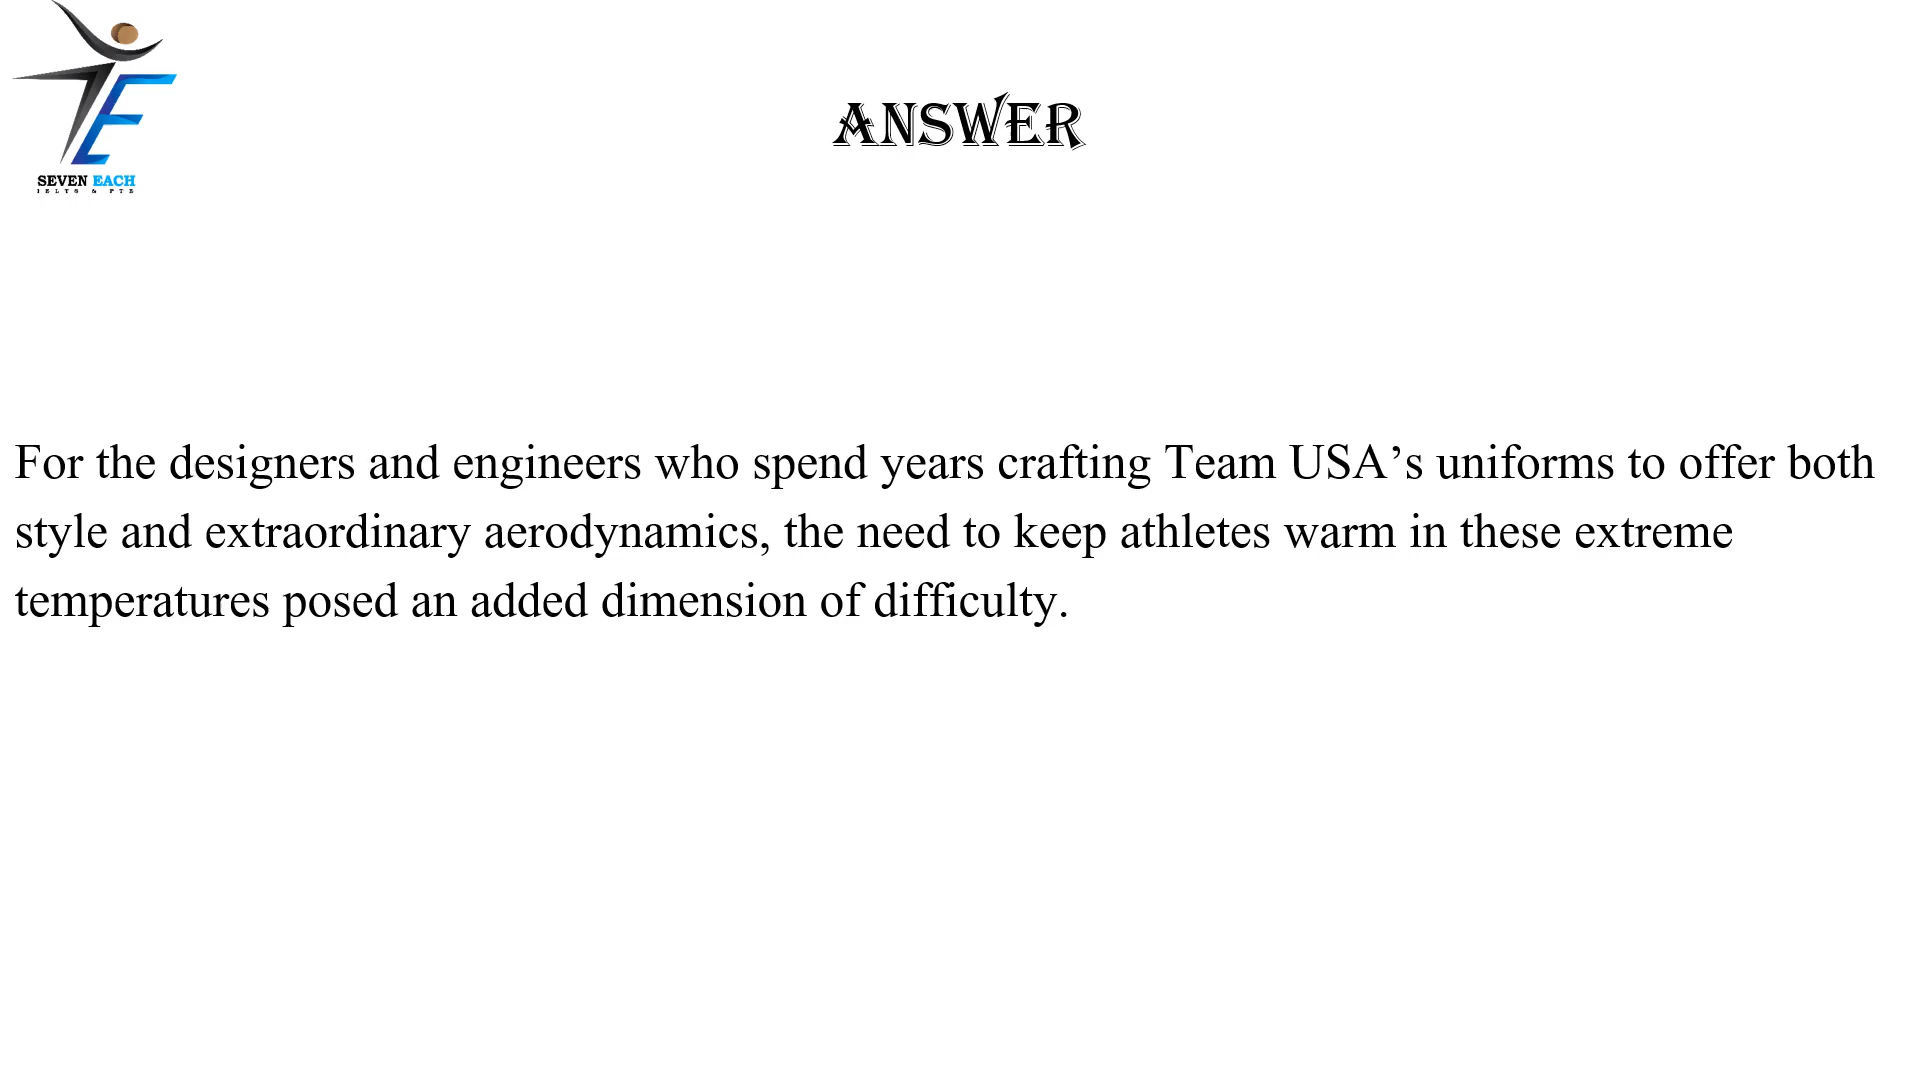 SEVEN EACH
IELTS & PTE
ANSWER
For the designers and engineers who spend years crafting Team USA’s uniforms to offer both
style and extraordinary aerodynamics, the need to keep athletes warm in these extreme
temperatures posed an added dimension of difficulty.